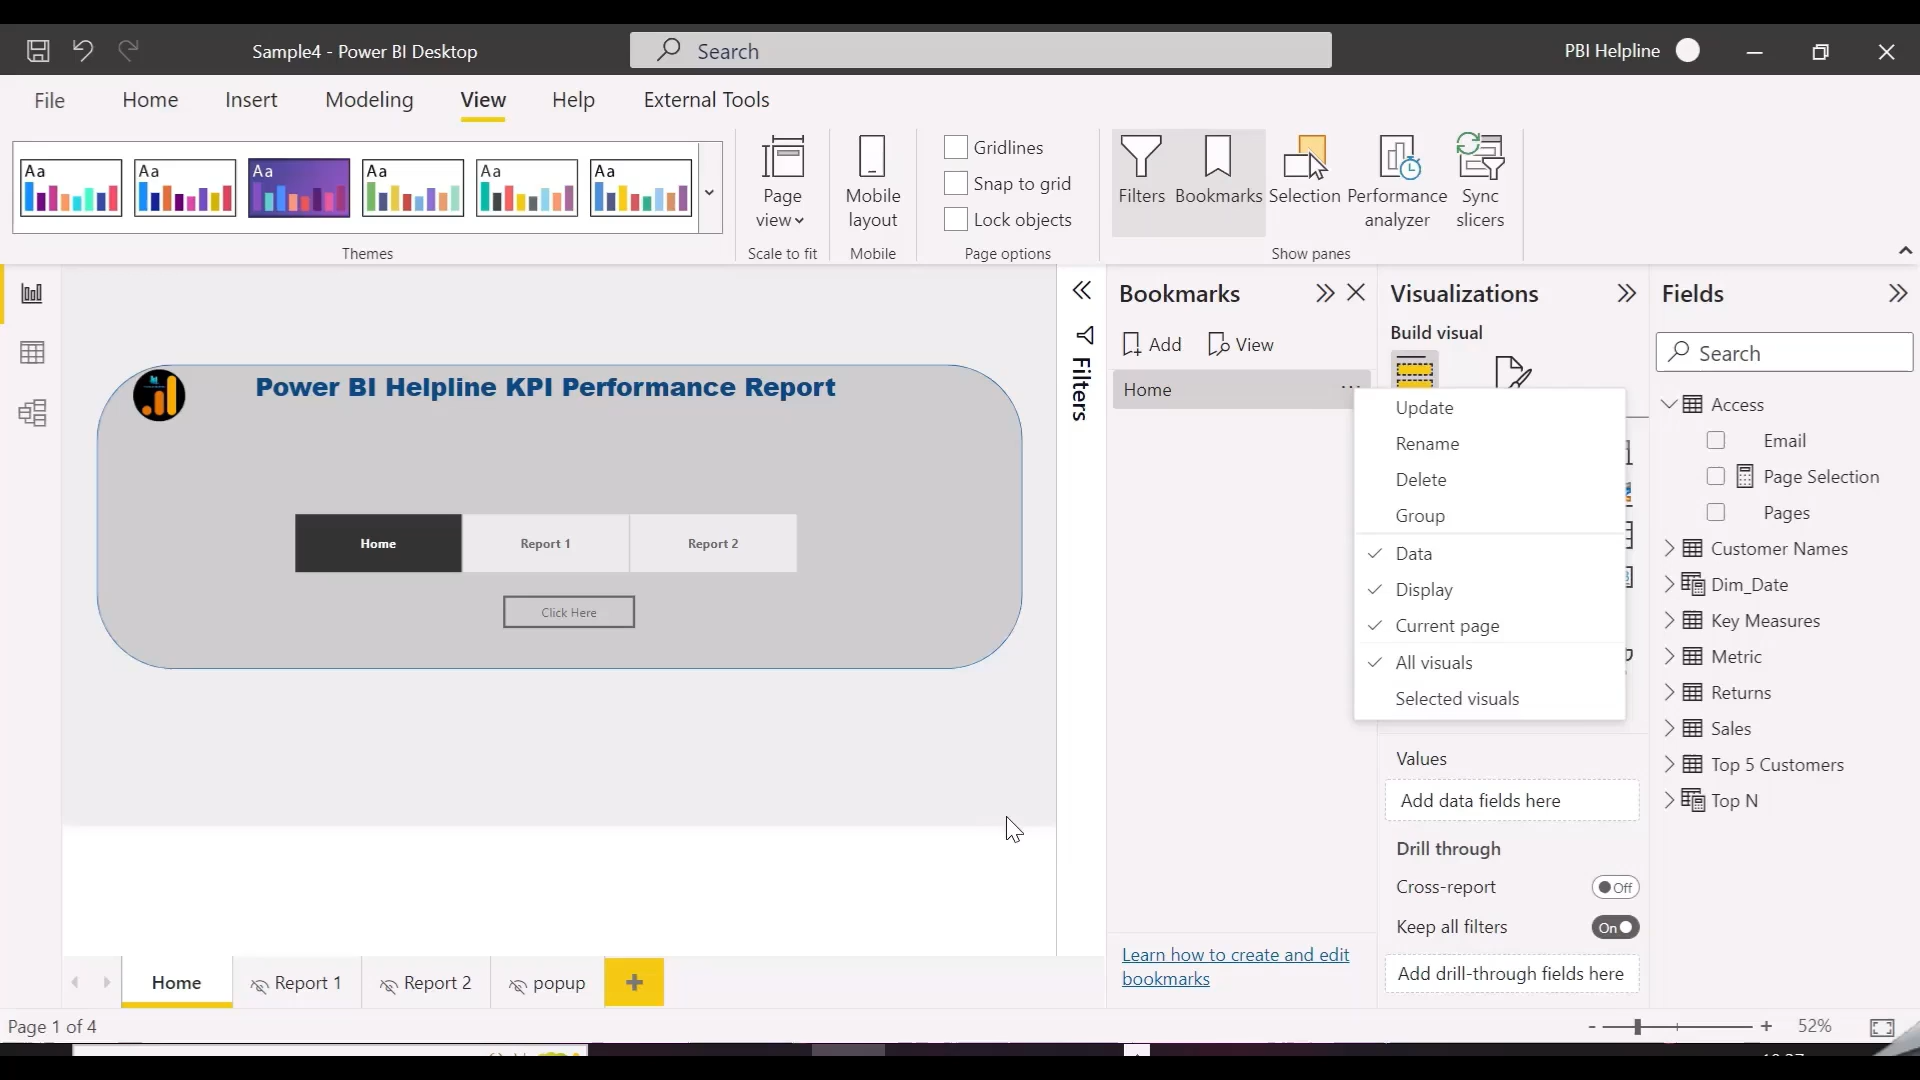 Sample4 - Power BI Desktop
Search
PBI Helpline
File
Home
Insert
Modeling
View
Help
External Tools
Aa
Aa
Aa
Aa
Aa
Aa
Themes
Page
view
Scale to fit
Mobile
layout
Mobile
Gridlines
Snap to grid
Lock objects
Page options
Filters
Bookmarks
Selection
Performance
analyzer
Sync
slicers
Show panes
Power BI Helpline KPI Performance Report
Home
Report 1
Report 2
Click Here
Filters
Bookmarks
Add
View
Home
Update
Rename
Delete
Group
Data
Display
Current page
All visuals
Selected visuals
Learn how to create and edit
bookmarks
Visualizations
Build visual
Values
Add data fields here
Drill through
Cross-report
Off
Keep all filters
On
Add drill-through fields here
Fields
Search
Access
Email
Page Selection
Pages
Customer Names
Dim_Date
Key Measures
Metric
Returns
Sales
Top 5 Customers
Top N
Home
Report 1
Report 2
popup
Page 1 of 4
52%